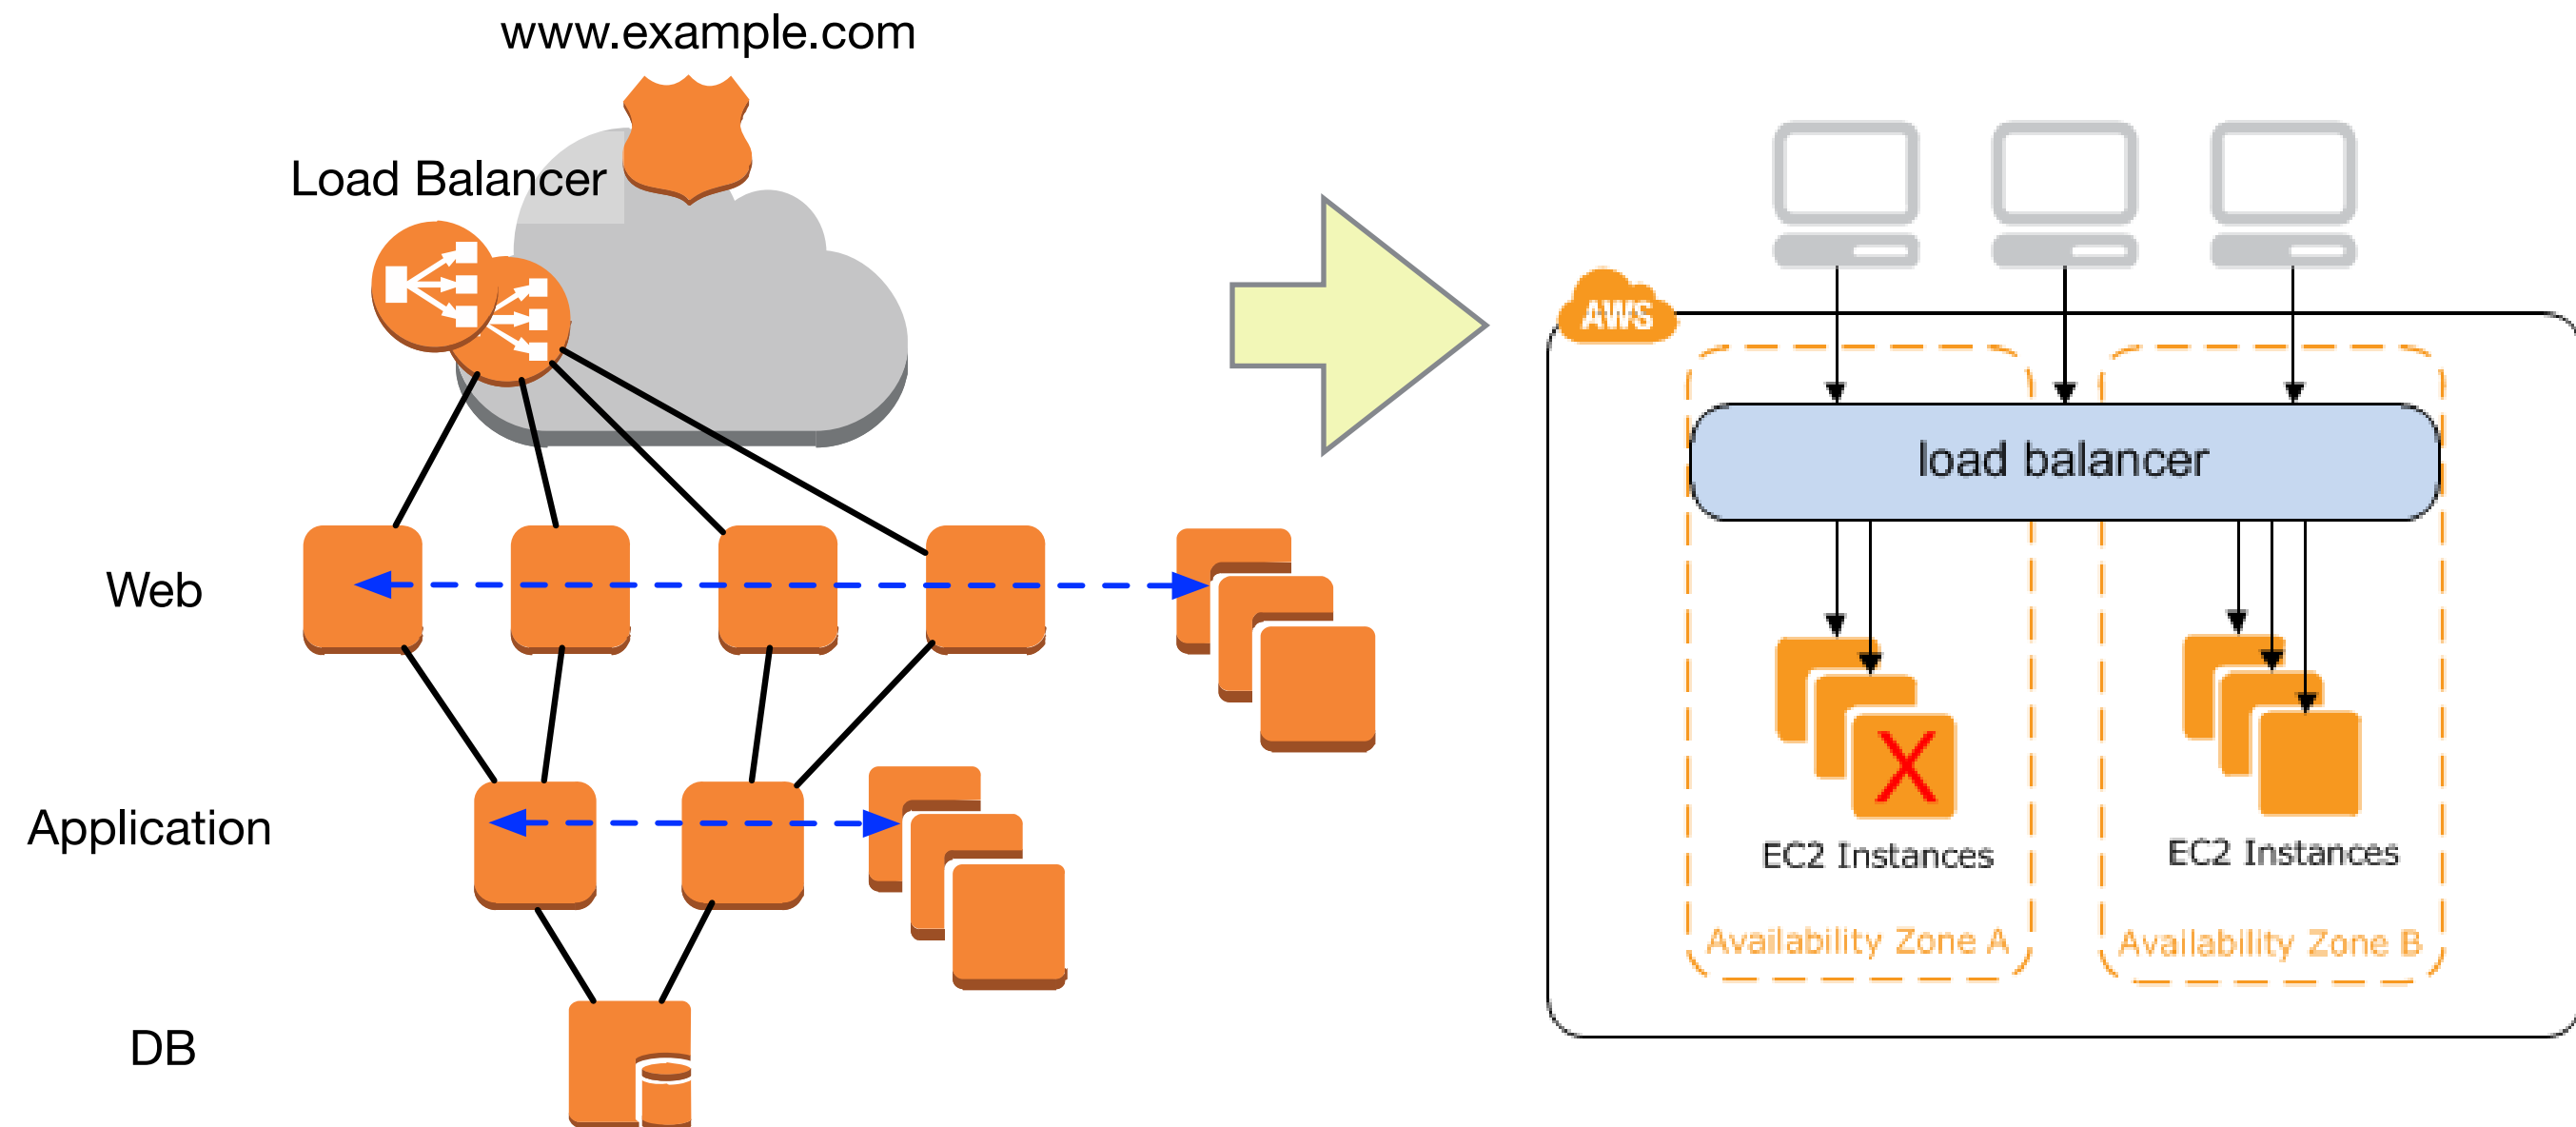 www.example.com
Load Balancer
Web
Application
DB
AWS
load balancer
X
EC2 Instances
EC2 Instances
Availability Zone A
Availability Zone B